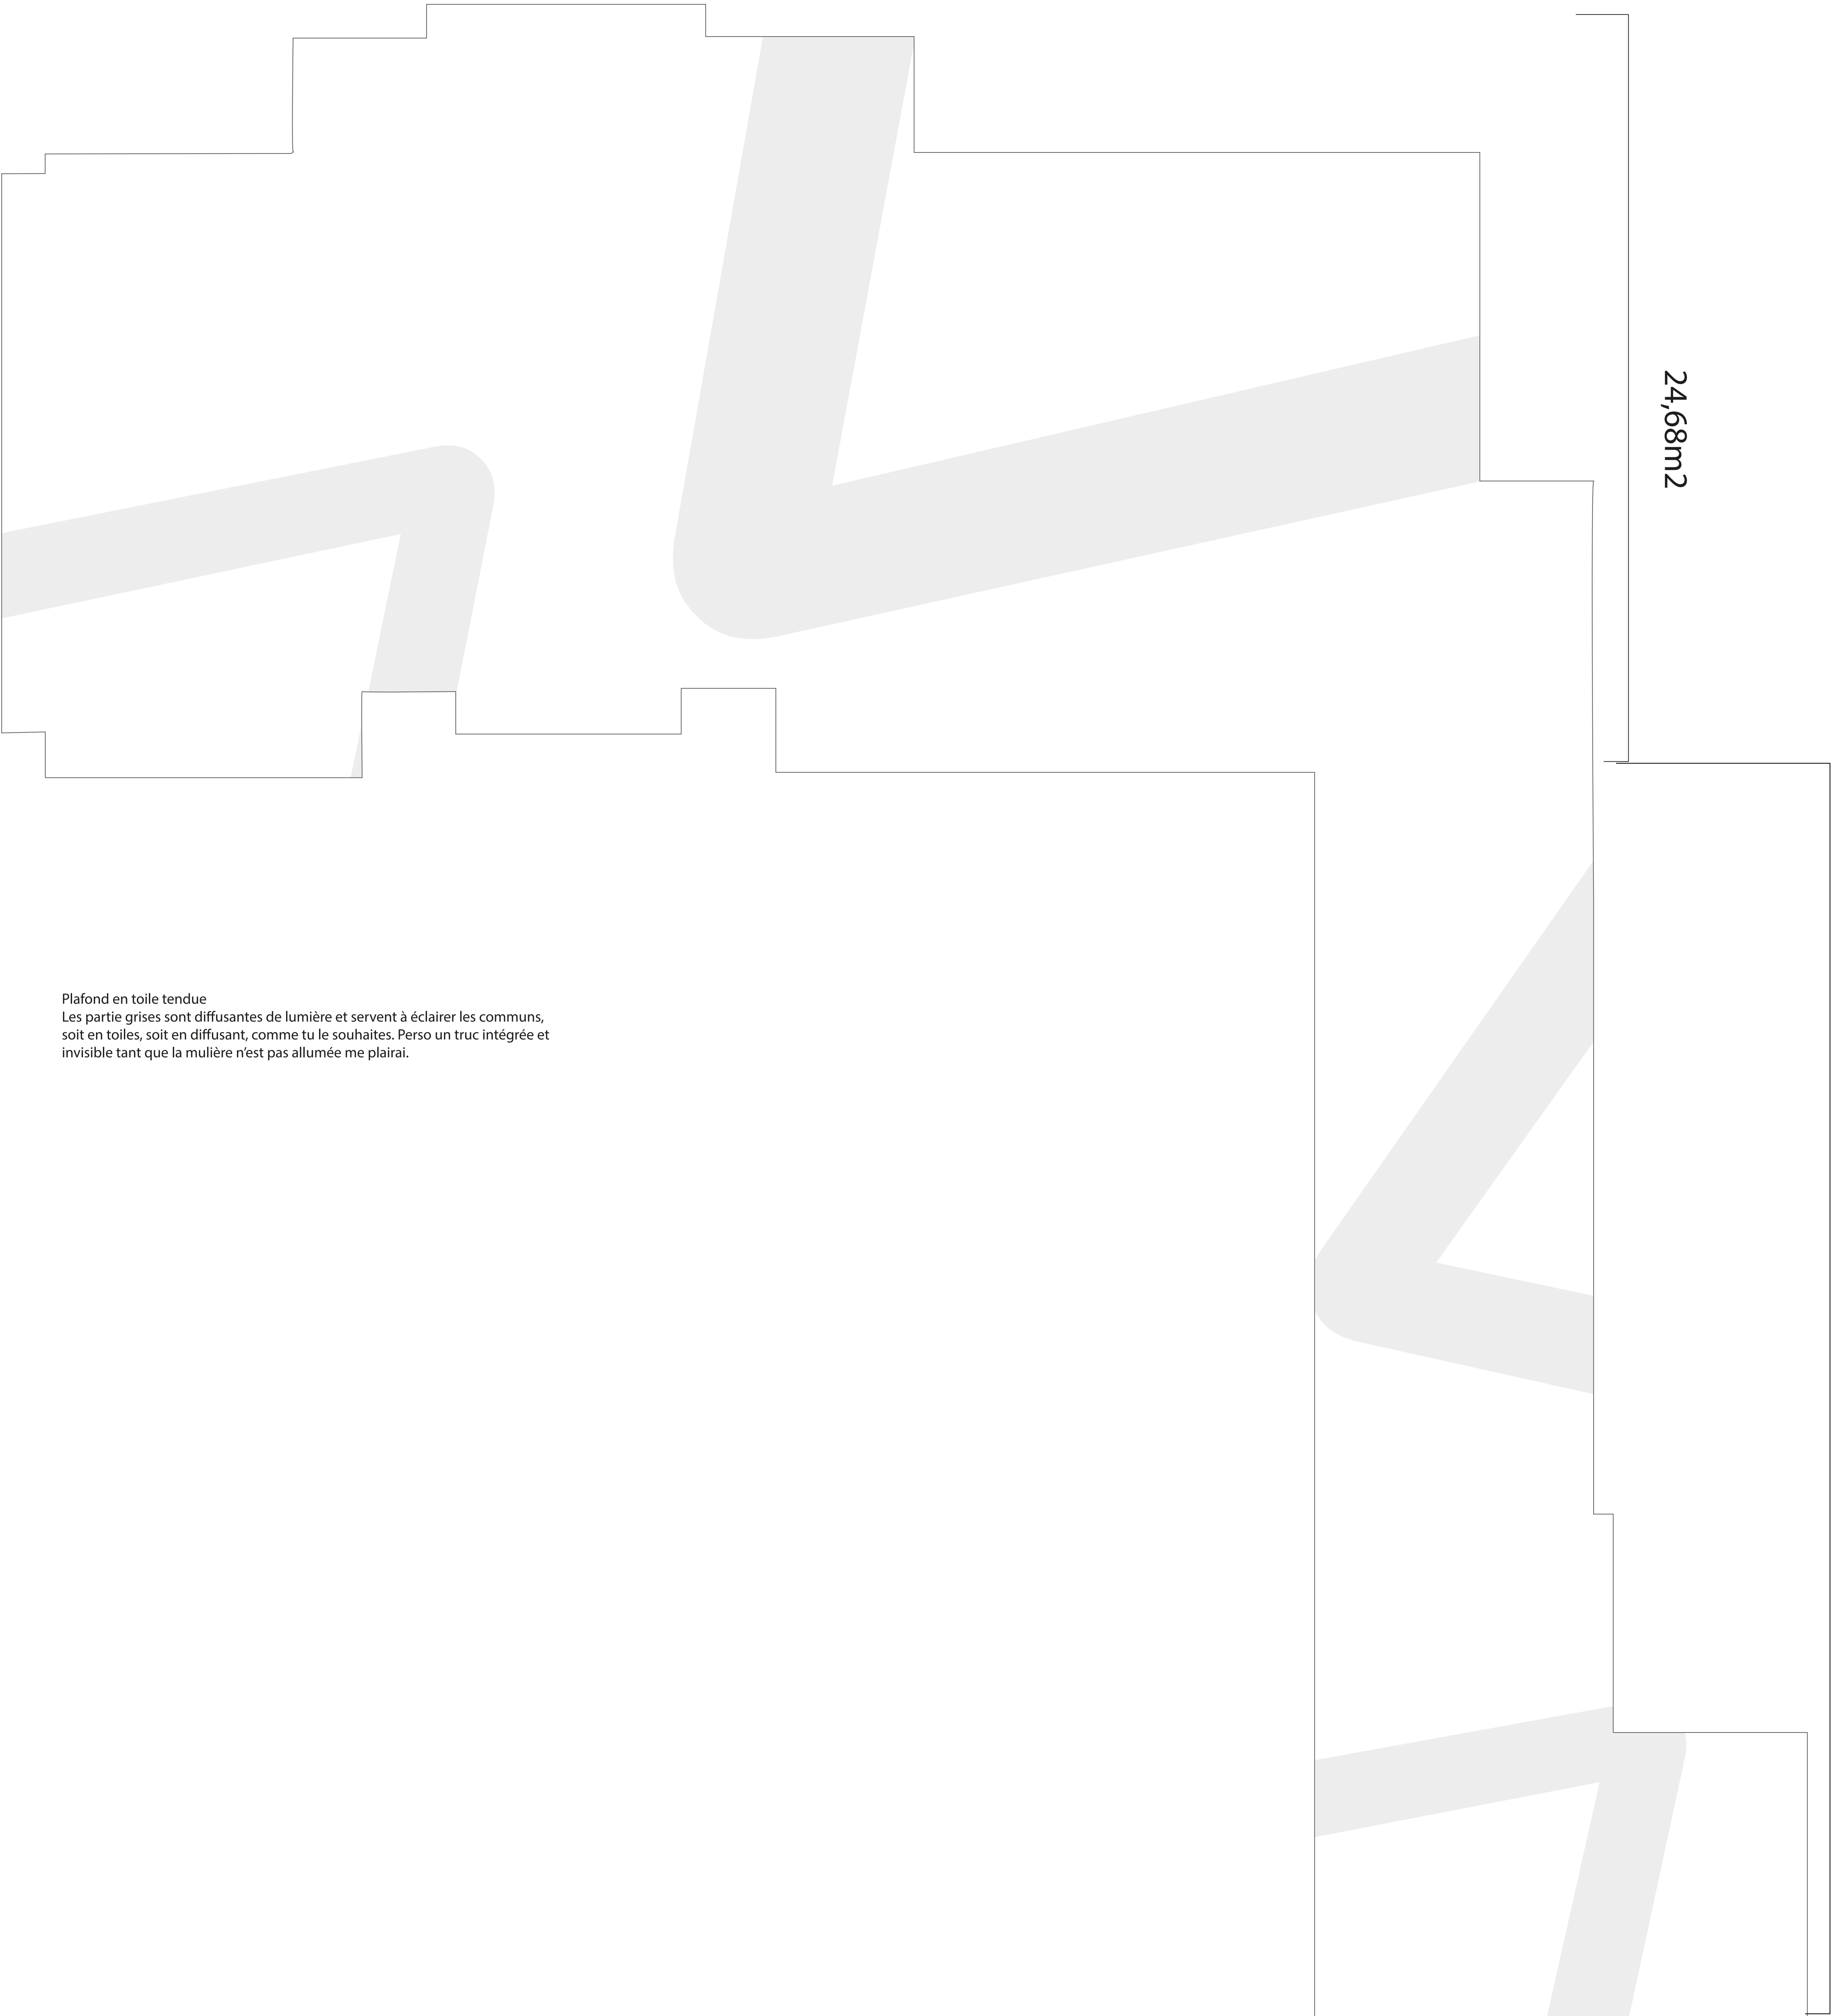 24,68m2
Plafond en toile tendue
Les partie grises sont diffusantes de lumière et servent à éclairer les communs,
soit en toiles, soit en diffusant, comme tu le souhaites. Perso un truc intégrée et
invisible tant que la mulière n’est pas allumée me plairai.